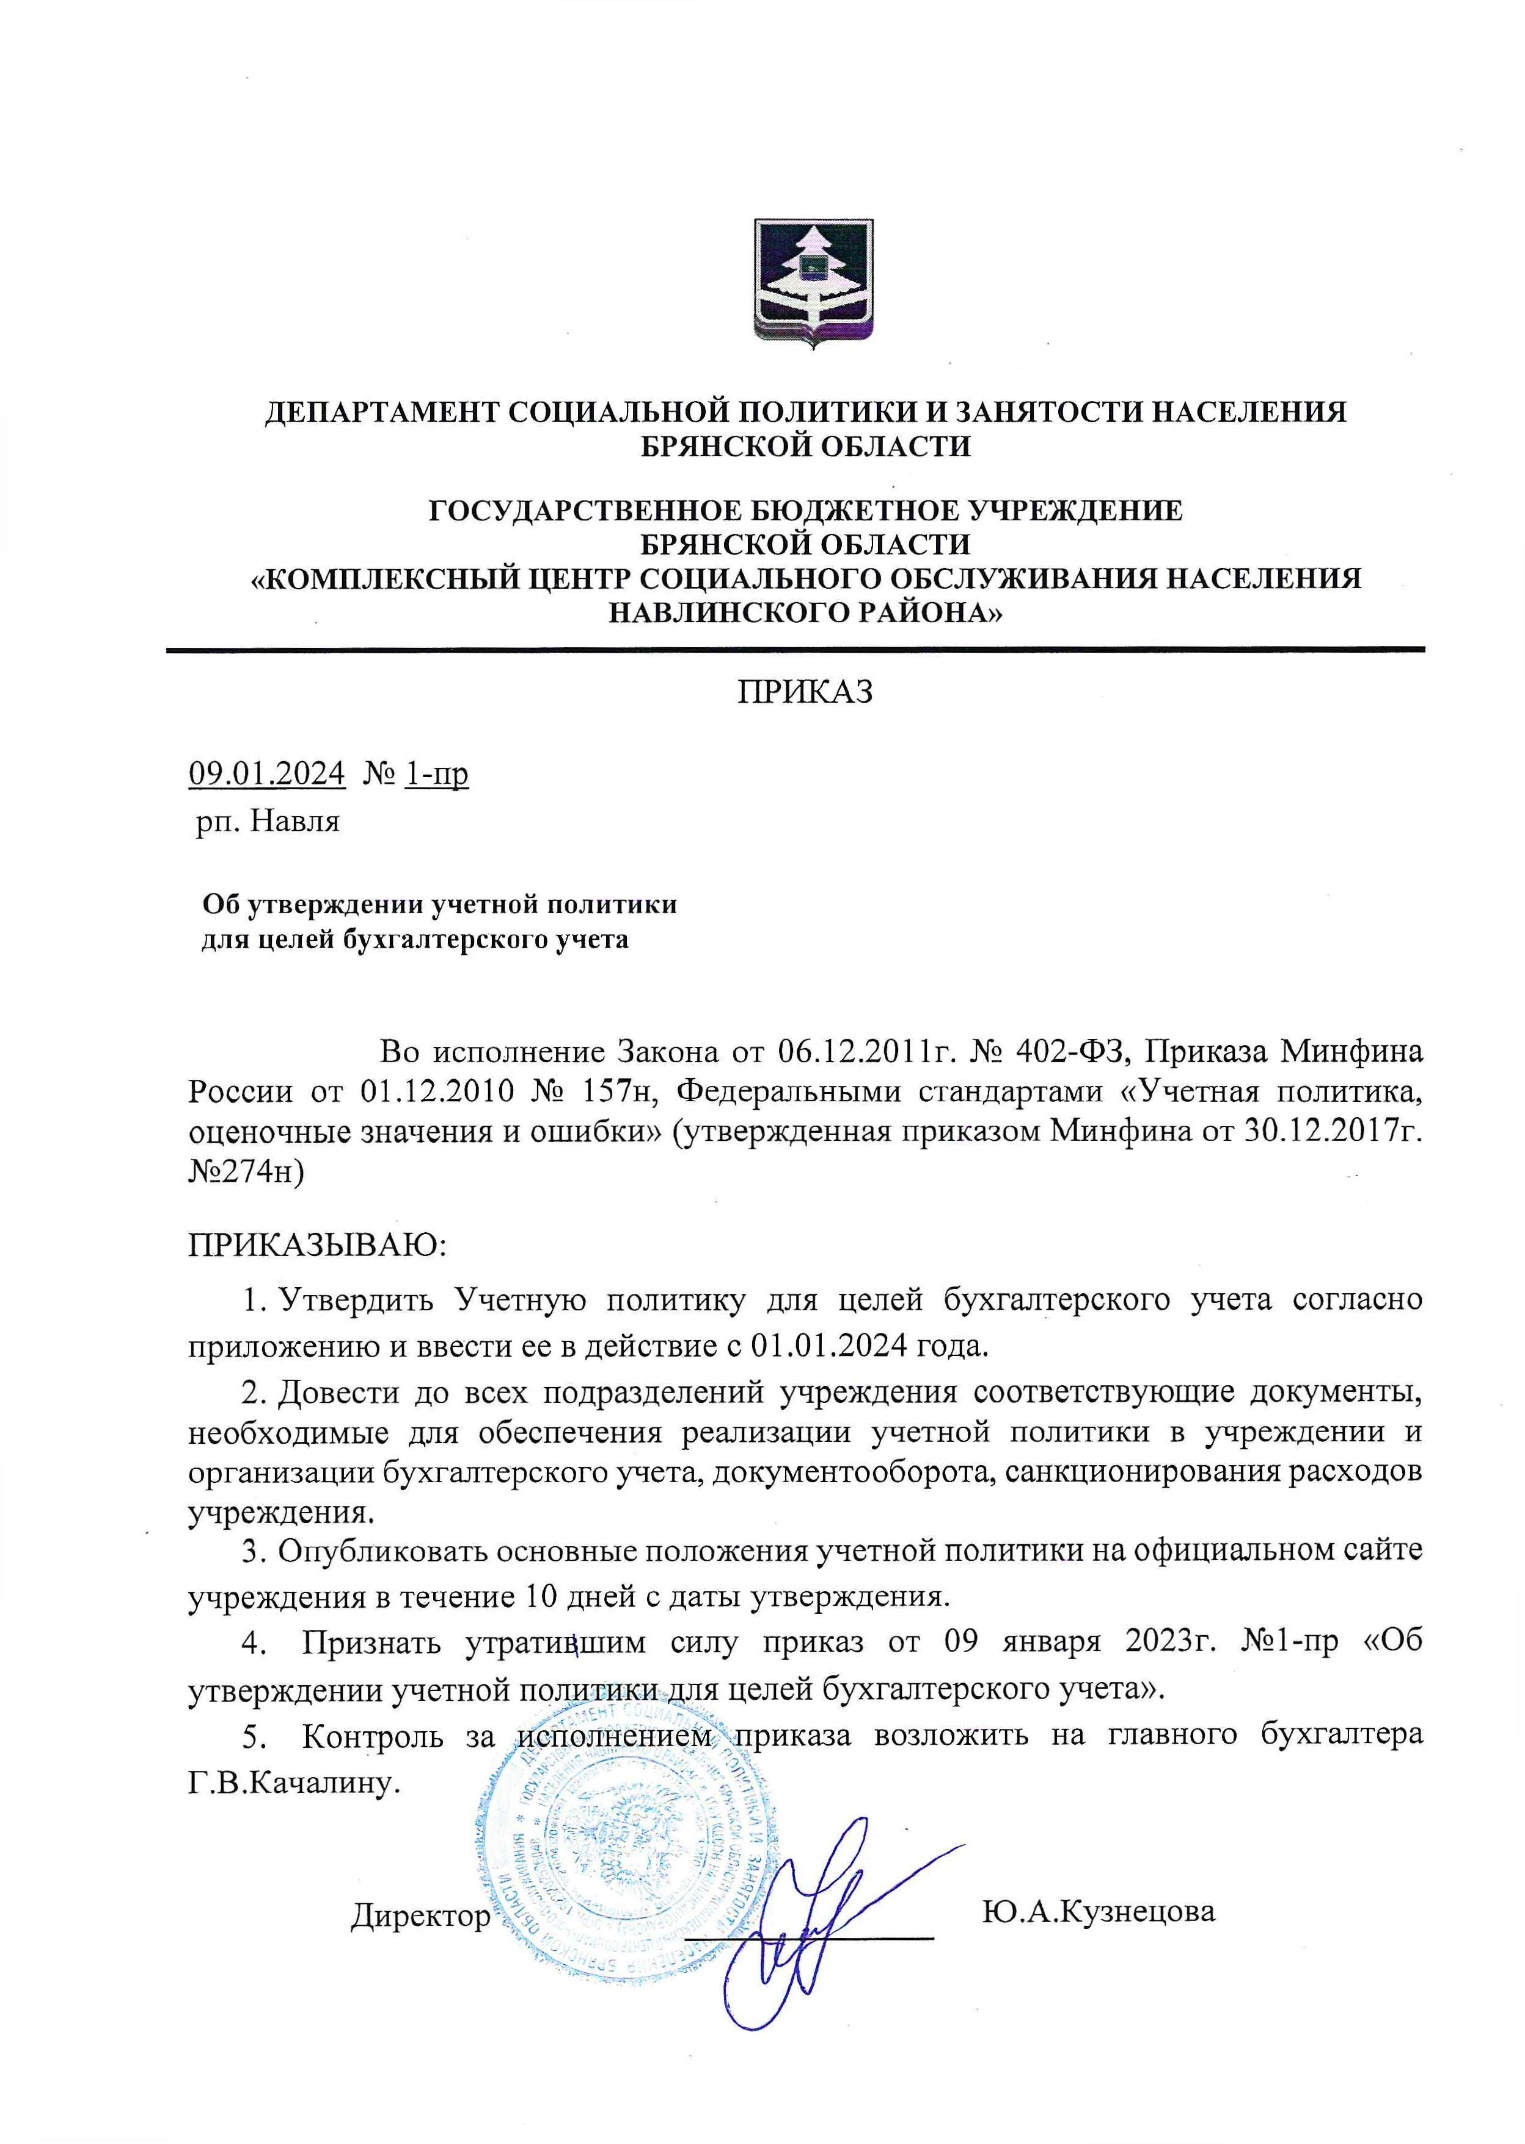 ДЕПАРТАМЕНТ СОЦИАЛЬНОЙ ПОЛИТИКИ И ЗАНЯТОСТИ НАСЕЛЕНИЯ
БРЯНСКОЙ ОБЛАСТИ
ГОСУДАРСТВЕННОЕ БЮДЖЕТНОЕ УЧРЕЖДЕНИЕ
БРЯНСКОЙ ОБЛАСТИ
«КОМПЛЕКСНЫЙ ЦЕНТР СОЦИАЛЬНОГО ОБСЛУЖИВАНИЯ НАСЕЛЕНИЯ
НАВЛИНСКОГО РАЙОНА»
ПРИКАЗ
09.01.2024 № 1-пр
рп. Навля
Об утверждении учетной политики
для целей бухгалтерского учета
Во исполнение Закона от 06.12.2011г. № 402-ФЗ, Приказа Минфина
России от 01.12.2010 № 157н, Федеральными стандартами «Учетная политика,
оценочные значения и ошибки» (утвержденная приказом Минфина от 30.12.2017г.
№274н)
ПРИКАЗЫВАЮ:
1. Утвердить Учетную политику для целей бухгалтерского учета согласно
приложению и ввести ее в действие с 01.01.2024 года.
2. Довести до всех подразделений учреждения соответствующие документы,
необходимые для обеспечения реализации учетной политики в учреждении и
организации бухгалтерского учета, документооборота, санкционирования расходов
учреждения.
3. Опубликовать основные положения учетной политики на официальном сайте
учреждения в течение 10 дней с даты утверждения.
4. Признать утратившим силу приказ от 09 января 2023г. №1-пр «Об
утверждении учетной политики для целей бухгалтерского учета».
5. Контроль за исполнением приказа возложить на главного бухгалтера
Г.В.Качалину.
ДЕПАРТАМЕНТ СОЦИАЛЬНОЙ ПОЛИТИКИ И ЗАНЯТОСТИ НАСЕЛЕНИЯ БРЯНСКОЙ ОБЛАСТИ
Директор
Ю.А.Кузнецова